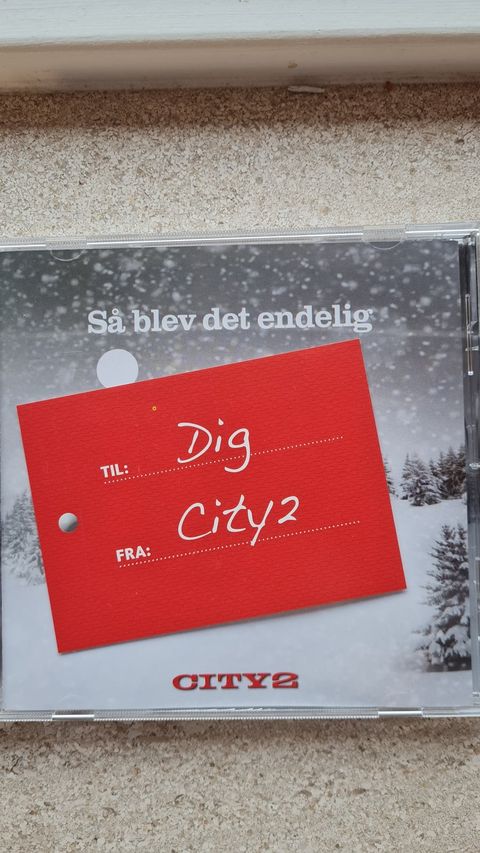 Så blev det endelig
TIL: Dig
FRA: City2
CITY2